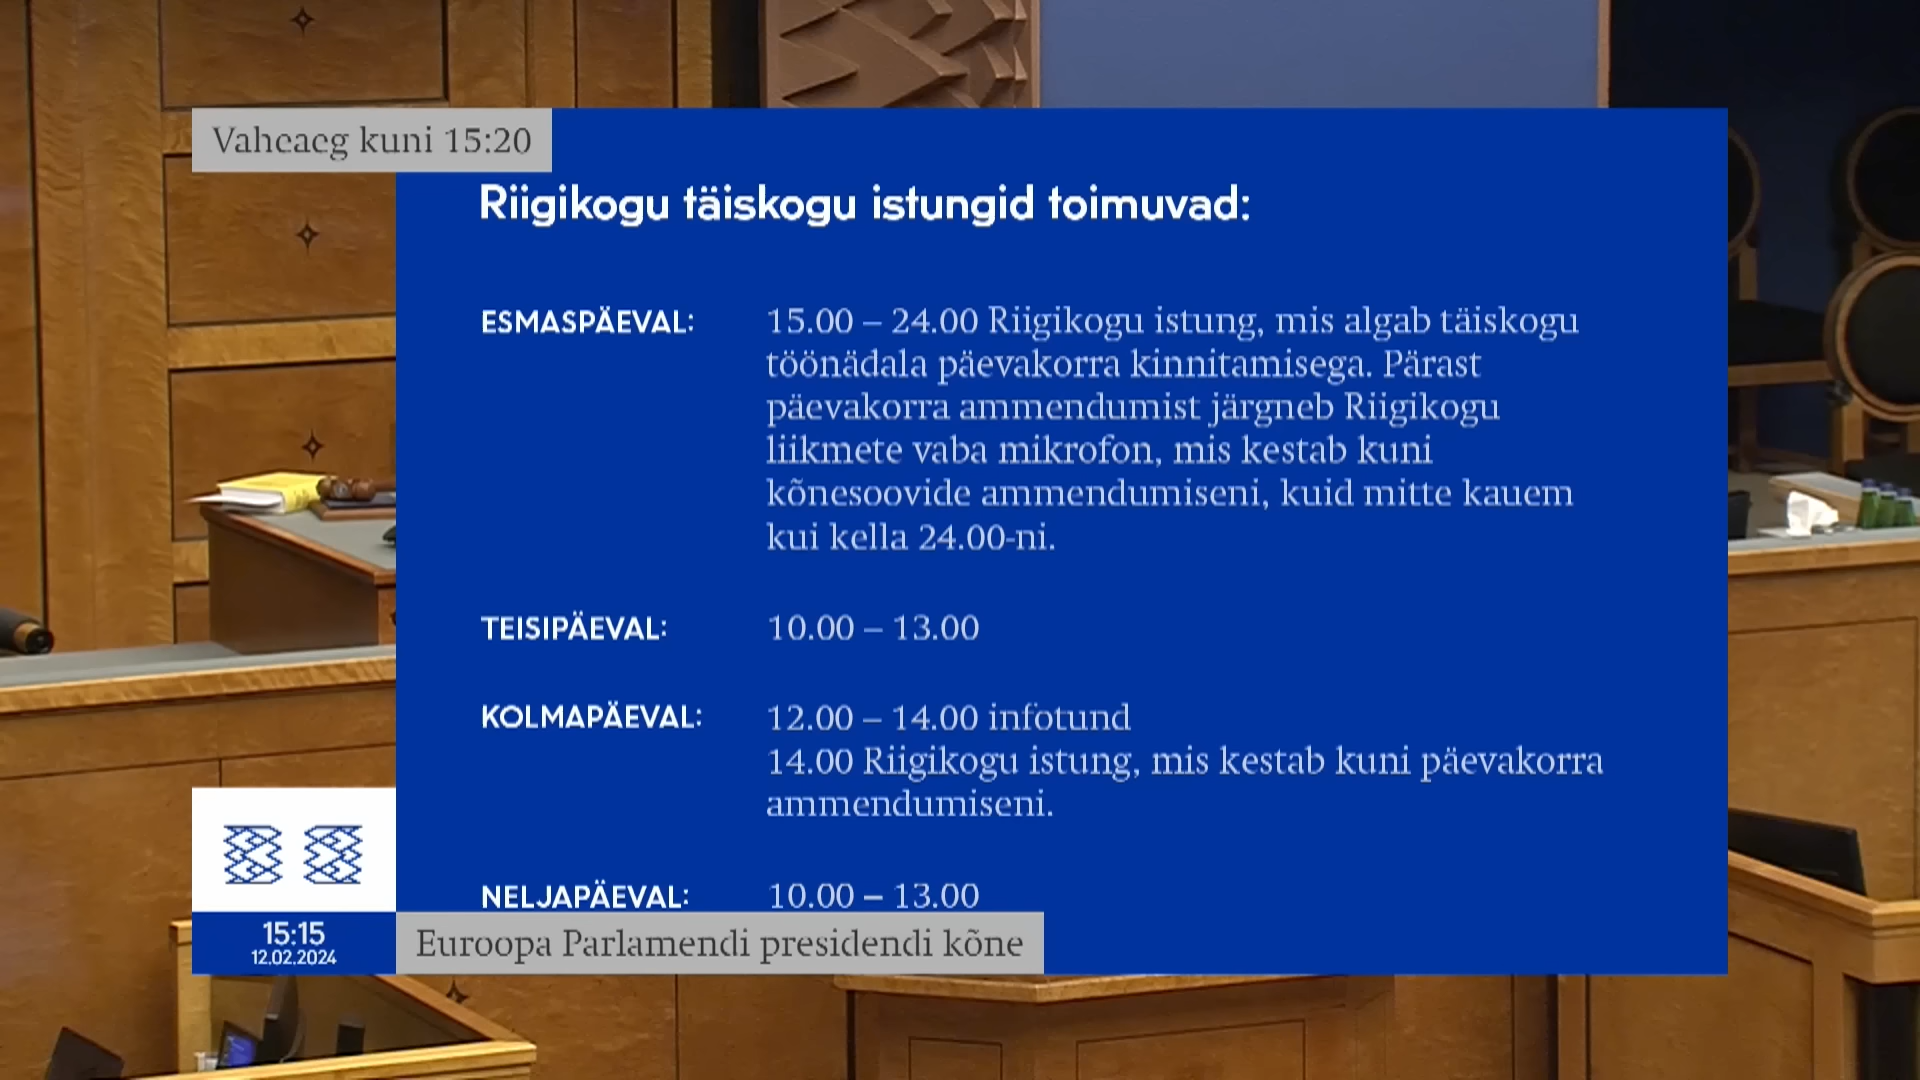 Vaheaeg kuni 15:20
Riigikogu täiskogu istungid toimuvad:
ESMASPÄEVAL:
15.00 – 24.00 Riigikogu istung, mis algab täiskogu
töönädala päevakorra kinnitamisega. Pärast
päevakorra ammendumist järgneb Riigikogu
liikmete vaba mikrofon, mis kestab kuni
kõnesoovide ammendumiseni, kuid mitte kauem
kui kella 24.00-ni.
TEISIPÄEVAL:
10.00 – 13.00
KOLMAPÄEVAL:
12.00 – 14.00 infotund
14.00 Riigikogu istung, mis kestab kuni päevakorra
ammendumiseni.
NELJAPÄEVAL:
10.00 – 13.00
15:15
12.02.2024
Euroopa Parlamendi presidendi kõne